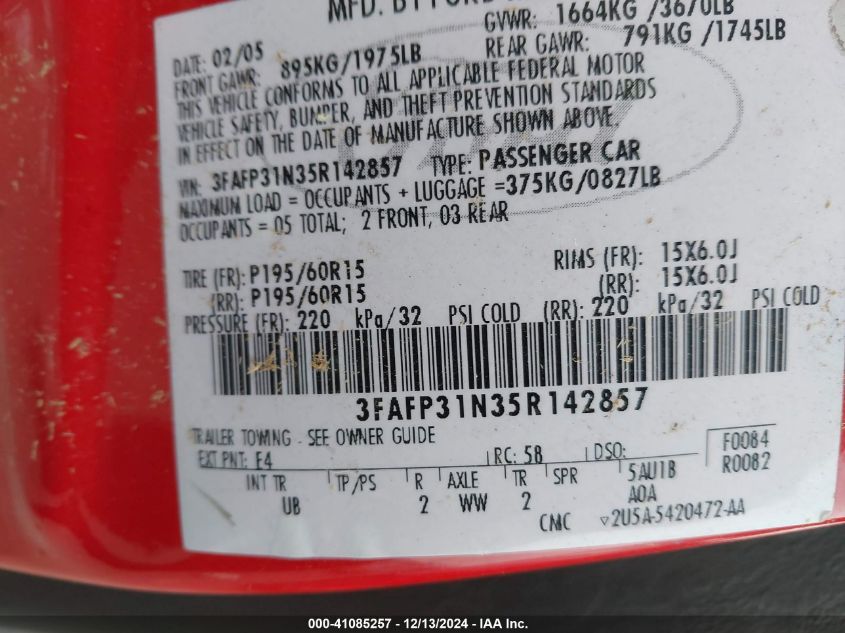 MFD. BY FORD
GVWR: 1664KG /3670LB
DATE: 02/05
REAR GAWR: 791KG /1745LB
FRONT GAWR: 895KG/1975LB
THIS VEHICLE CONFORMS TO ALL APPLICABLE FEDERAL MOTOR
VEHICLE SAFETY, BUMPER, AND THEFT PREVENTION STANDARDS
IN EFFECT ON THE DATE OF MANUFACTURE SHOWN ABOVE.
VIN: 3FAFP31N35R142857 TYPE: PASSENGER CAR
MAXIMUM LOAD = OCCUPANTS + LUGGAGE =375KG/0827LB
OCCUPANTS = 05 TOTAL; 2 FRONT, 03 REAR
TIRE (FR): P195/60R15 RIMS (FR): 15X6.0J
(RR): P195/60R15 (RR): 15X6.0J
PRESSURE (FR): 220 kPa/32 PSI COLD (RR): 220 kPa/32 PSI COLD
3FAFP31N35R142857
TRAILER TOWING - SEE OWNER GUIDE
EXT PNT: E4 RC: 58 DSO: F0084
R0082
INT TR TP/PS R AXLE TR SPR 5AU1B
UB 2 WW 2 A0A
CMC ▽2U5A-5420472-AA
000-41085257 - 12/13/2024 - IAA Inc.